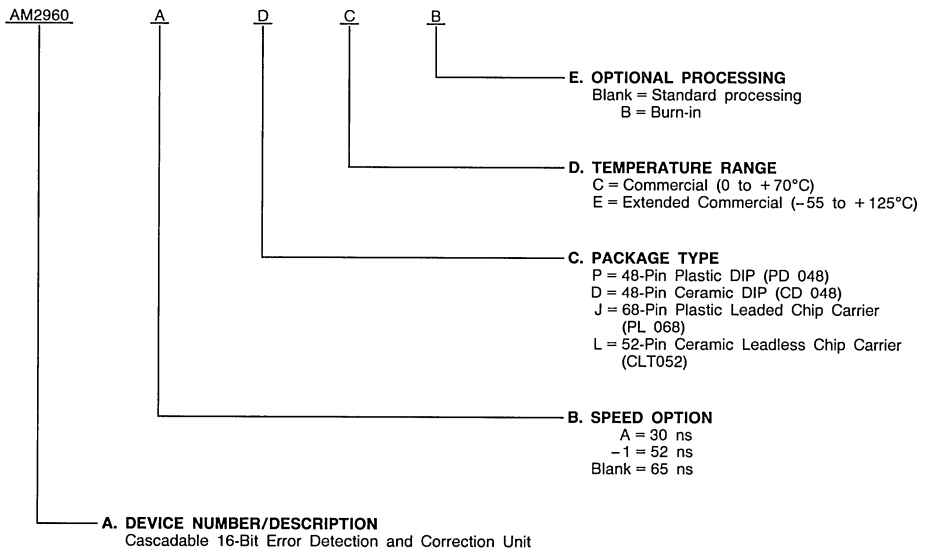 AM2960 A D C B
E. OPTIONAL PROCESSING
Blank = Standard processing
B = Burn-in
D. TEMPERATURE RANGE
C = Commercial (0 to +70°C)
E = Extended Commercial (–55 to +125°C)
C. PACKAGE TYPE
P = 48-Pin Plastic DIP (PD 048)
D = 48-Pin Ceramic DIP (CD 048)
J = 68-Pin Plastic Leaded Chip Carrier
(PL 068)
L = 52-Pin Ceramic Leadless Chip Carrier
(CLT052)
B. SPEED OPTION
A = 30 ns
–1 = 52 ns
Blank = 65 ns
A. DEVICE NUMBER/DESCRIPTION
Cascadable 16-Bit Error Detection and Correction Unit